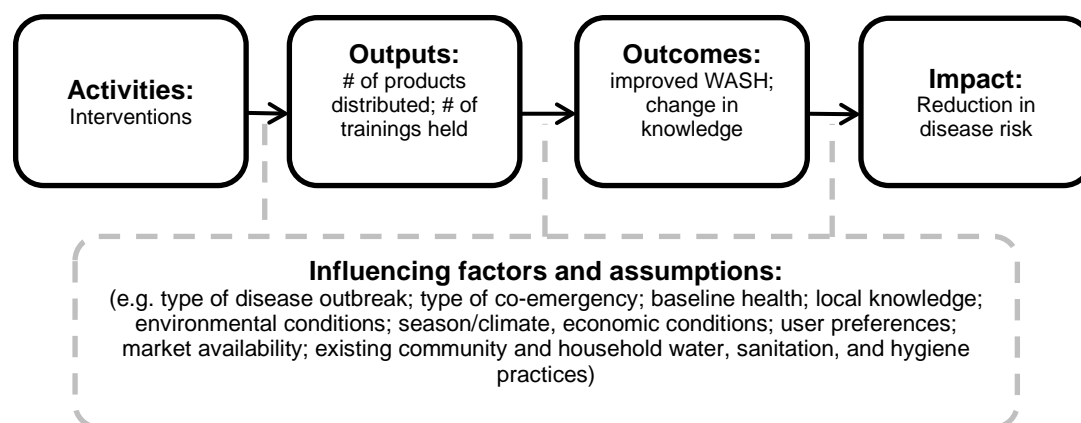 Activities:
Interventions
Outputs:
# of products
distributed; # of
trainings held
Outcomes:
improved WASH;
change in
knowledge
Impact:
Reduction in
disease risk
Influencing factors and assumptions:
(e.g. type of disease outbreak; type of co-emergency; baseline health; local knowledge;
environmental conditions; season/climate, economic conditions; user preferences;
market availability; existing community and household water, sanitation, and hygiene
practices)